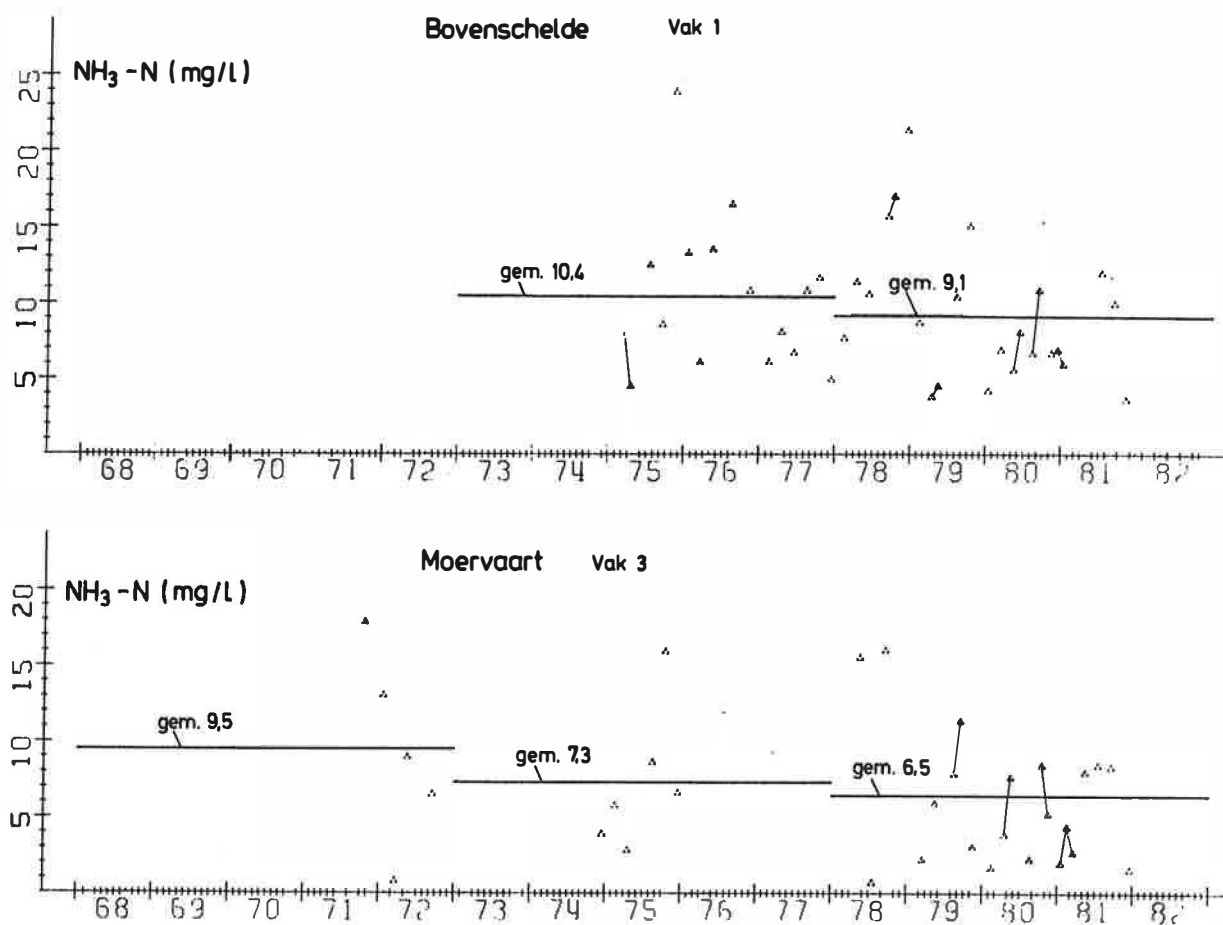 Bovenschelde Vak 1
NH₃-N (mg/l)
25
20
15
10
5
gem. 10,4
gem. 9,1
68 69 70 71 72 73 74 75 76 77 78 79 80 81 82
Moervaart Vak 3
NH₃-N (mg/l)
20
15
10
5
gem. 9,5
gem. 7,3
gem. 6,5
68 69 70 71 72 73 74 75 76 77 78 79 80 81 82